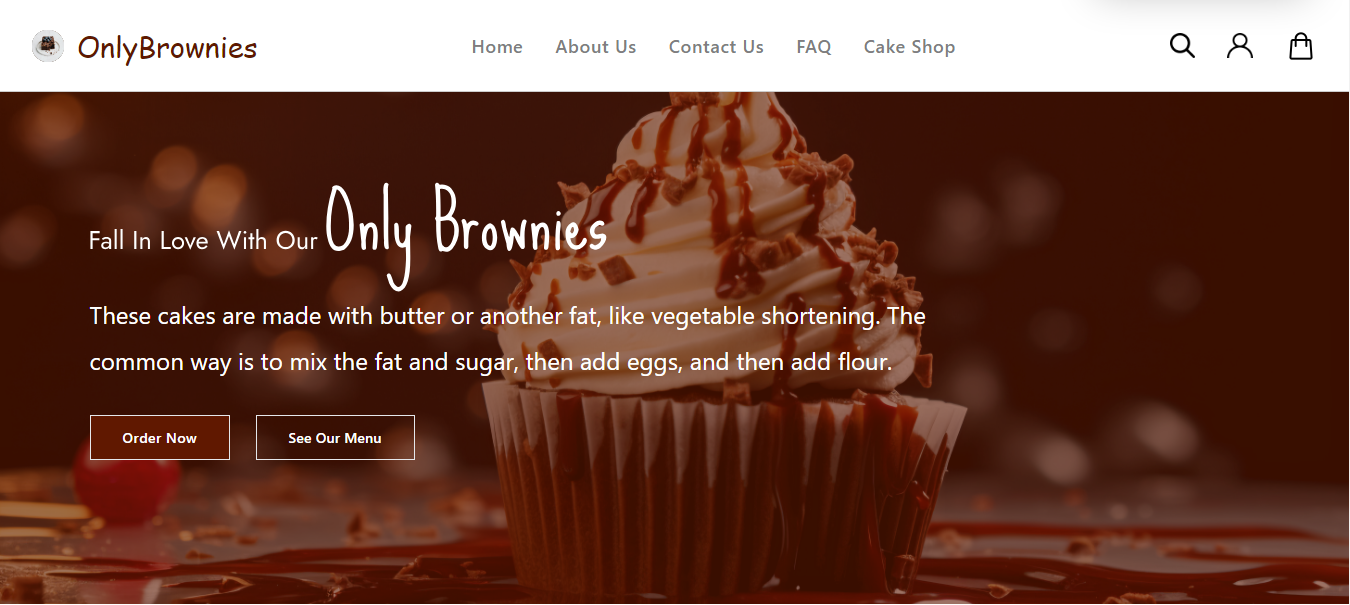 OnlyBrownies
Home About Us Contact Us FAQ Cake Shop
Fall In Love With Our Only Brownies
These cakes are made with butter or another fat, like vegetable shortening. The
common way is to mix the fat and sugar, then add eggs, and then add flour.
Order Now See Our Menu